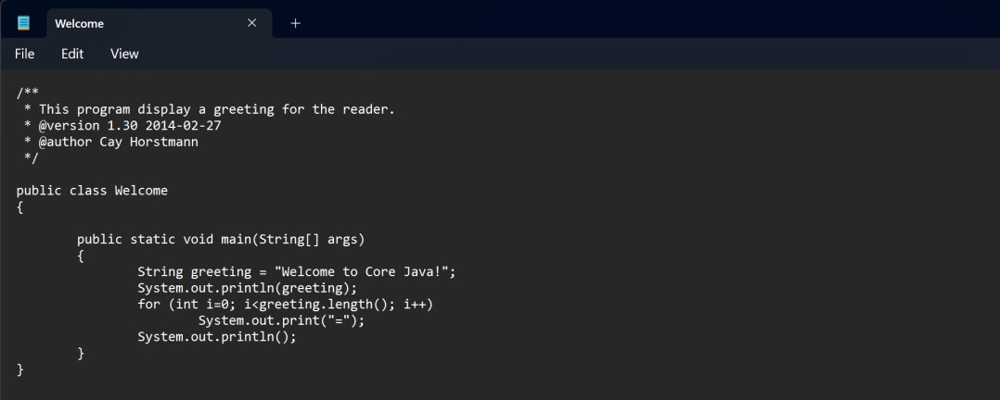 Welcome
File Edit View
/**
 * This program display a greeting for the reader.
 * @version 1.30 2014-02-27
 * @author Cay Horstmann
 */
public class Welcome
{
        public static void main(String[] args)
        {
                String greeting = "Welcome to Core Java!";
                System.out.println(greeting);
                for (int i=0; i<greeting.length(); i++)
                        System.out.print("=");
                System.out.println();
        }
}